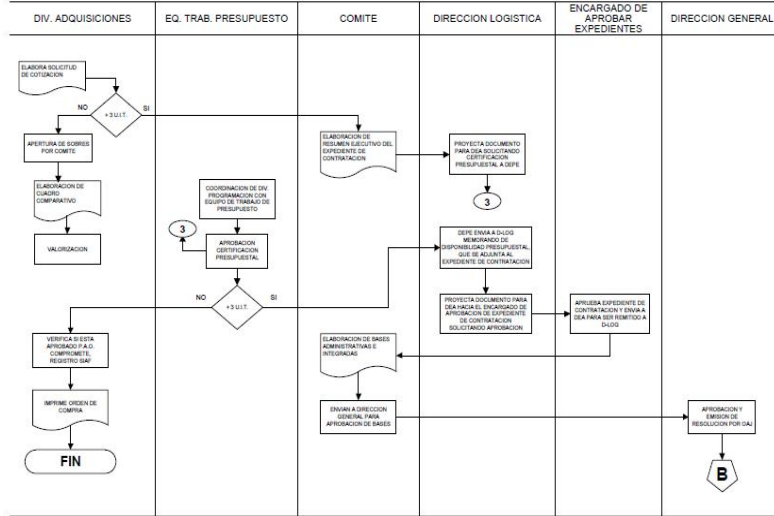 DIV. ADQUISICIONES
EQ. TRAB. PRESUPUESTO
COMITE
DIRECCION LOGISTICA
ENCARGADO DE
APROBAR
EXPEDIENTES
DIRECCION GENERAL
ELABORA SOLICITUD
DE COTIZACION
NO
+ 3 U.I.T.
SI
APERTURA DE SOBRES
POR COMITE
ELABORACION DE
CUADRO
COMPARATIVO
VALORIZACION
ELABORACION DE
RESUMEN EJECUTIVO DEL
EXPEDIENTE DE
CONTRATACION
PROYECTA DOCUMENTO
PARA DEA SOLICITANDO
CERTIFICACION
PRESUPUESTAL A DEPE
3
COORDINACION DE DIV.
PROGRAMACION CON
EQUIPO DE TRABAJO DE
PRESUPUESTO
3
APROBACION
CERTIFICACION
PRESUPUESTAL
DEPE ENVIA A D-LOG
MEMORANDO DE
DISPONIBILIDAD PRESUPUESTAL,
QUE SE ADJUNTA AL
EXPEDIENTE DE CONTRATACION
NO
+ 3 U.I.T.
SI
PROYECTA DOCUMENTO PARA
DEA HACIA EL ENCARGADO DE
APROBACION DE EXPEDIENTE
DE CONTRATACION
SOLICITANDO APROBACION
APRUEBA EXPEDIENTE DE
CONTRATACION Y ENVIA A
DEA PARA SER REMITIDO A
D-LOG
VERIFICA SI ESTA
APROBADO P.A.O.
COMPROMETE,
REGISTRO SIAF
ELABORACION DE BASES
ADMINISTRATIVAS E
INTEGRADAS
IMPRIME ORDEN DE
COMPRA
ENVIAN A DIRECCION
GENERAL PARA
APROBACION DE BASES
APROBACION Y
EMISION DE
RESOLUCION POR OAJ
FIN
B